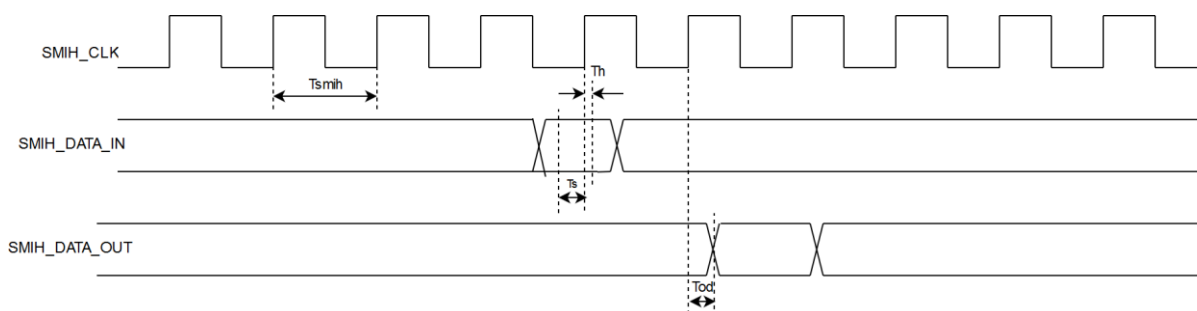 SMIH_CLK
Th
Tsmih
SMIH_DATA_IN
Ts
SMIH_DATA_OUT
Tod